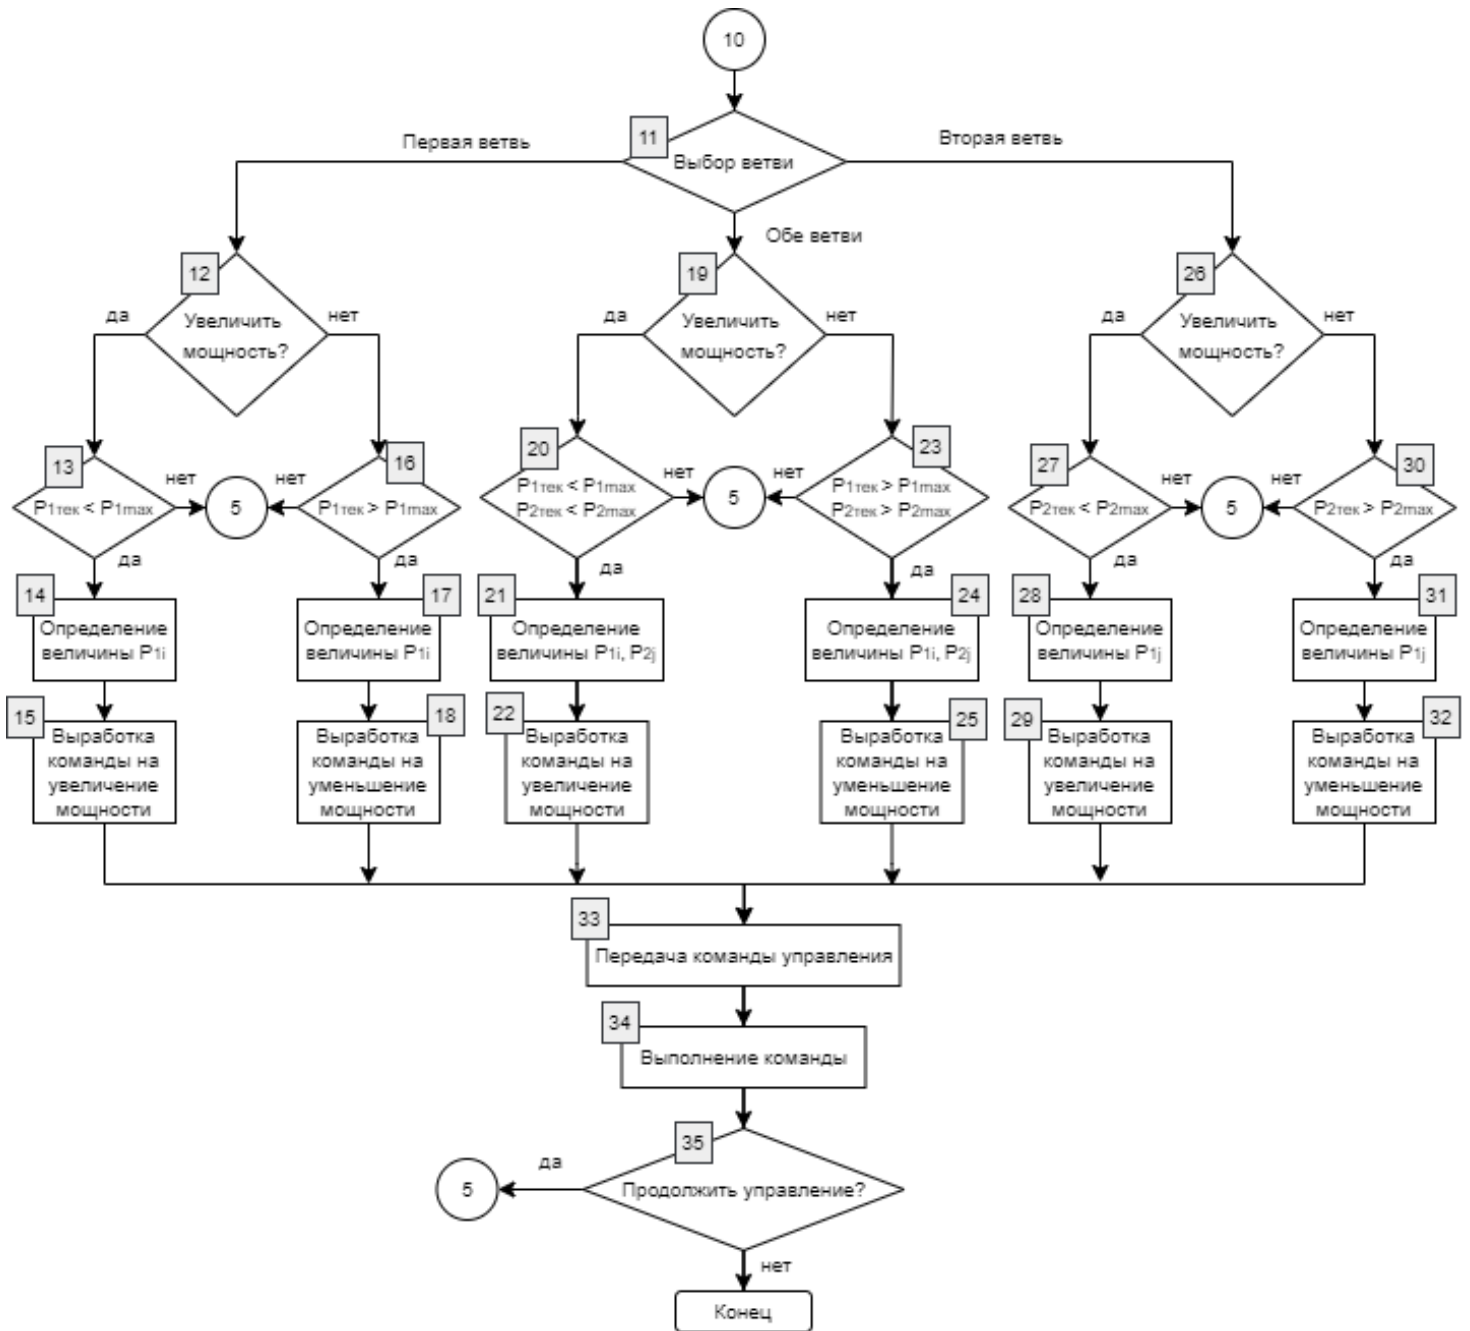 10
11
Первая ветвь
Вторая ветвь
Выбор ветви
Обе ветви
12
19
26
да
нет
да
нет
да
нет
Увеличить
мощность?
Увеличить
мощность?
Увеличить
мощность?
13
16
20
23
27
30
нет
нет
нет
нет
нет
нет
P1тек < P1max
5
P1тек > P1max
P1тек < P1max
P2тек < P2max
5
P1тек > P1max
P2тек > P2max
P2тек < P2max
5
P2тек > P2max
да
да
да
да
да
да
14
17
21
24
28
31
Определение
величины P1i
Определение
величины P1i
Определение
величины P1i, P2j
Определение
величины P1i, P2j
Определение
величины P1j
Определение
величины P1j
15
18
22
25
29
32
Выработка
команды на
увеличение
мощности
Выработка
команды на
уменьшение
мощности
Выработка
команды на
увеличение
мощности
Выработка
команды на
уменьшение
мощности
Выработка
команды на
увеличение
мощности
Выработка
команды на
уменьшение
мощности
33
Передача команды управления
34
Выполнение команды
35
да
5
Продолжить управление?
нет
Конец